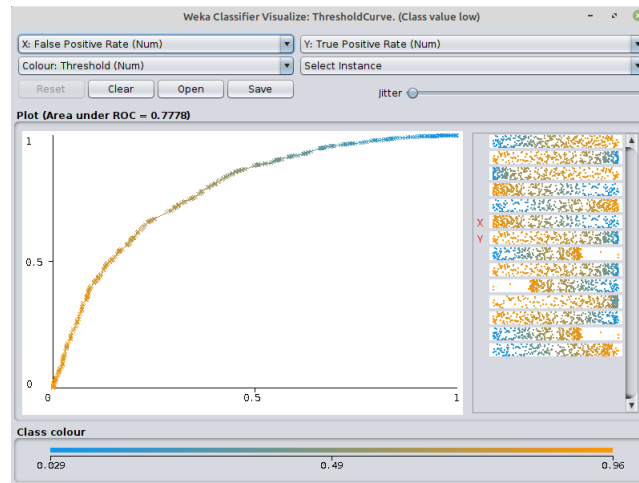 Weka Classifier Visualize: ThresholdCurve. (Class value low)
X: False Positive Rate (Num) Y: True Positive Rate (Num)
Colour: Threshold (Num) Select Instance
Reset Clear Open Save Jitter
Plot (Area under ROC = 0.7778)
1
0.5
0
0 0.5 1
X
Y
Class colour
0.029 0.49 0.96